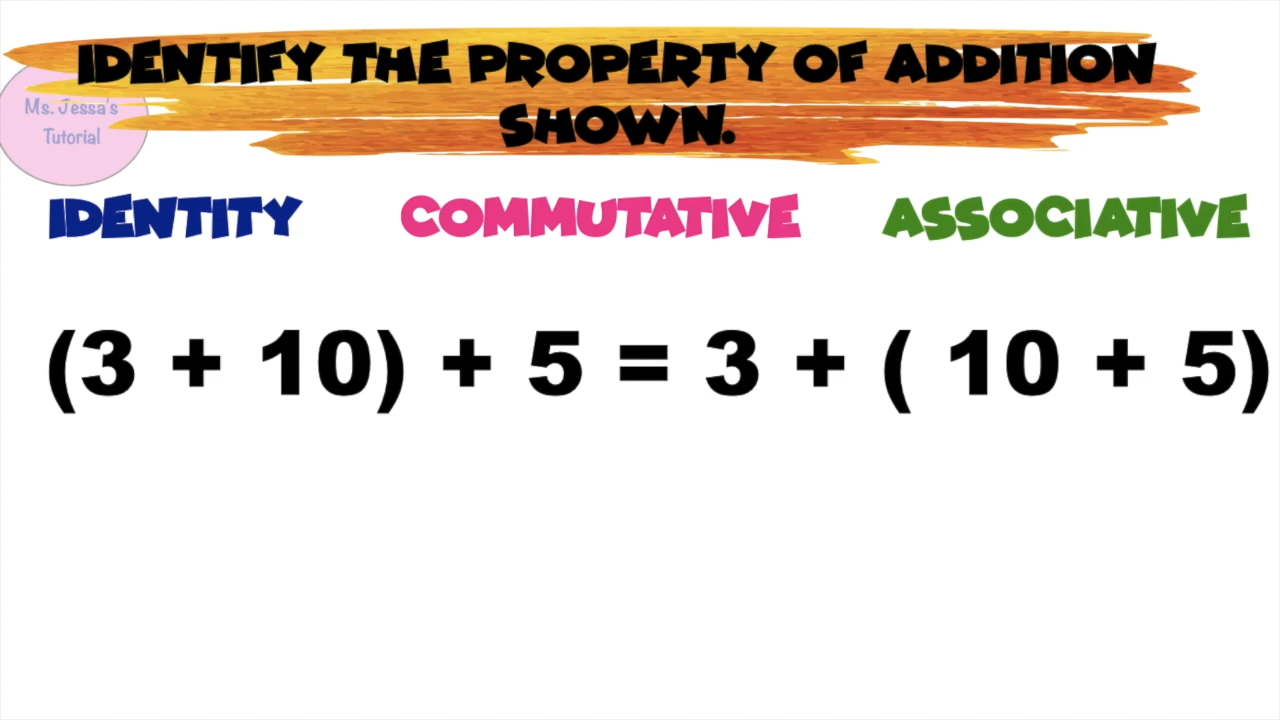 IDENTIFY THE PROPERTY OF ADDITION
SHOWN.
Ms. Jessa's
Tutorial
IDENTITY COMMUTATIVE ASSOCIATIVE
(3 + 10) + 5 = 3 + ( 10 + 5)